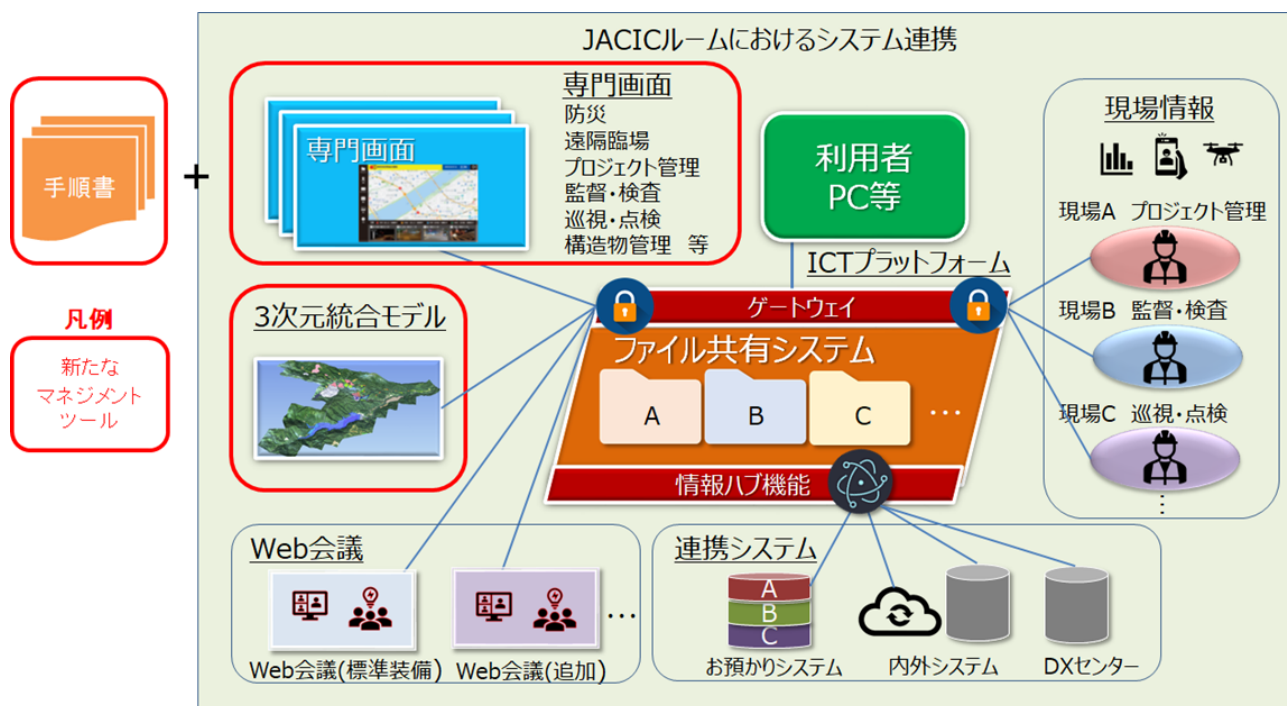 JACICルームにおけるシステム連携
手順書
+
専門画面
専門画面
防災
遠隔臨場
プロジェクト管理
監督・検査
巡視・点検
構造物管理 等
利用者
PC等
ICTプラットフォーム
現場情報
現場A プロジェクト管理
現場B 監督・検査
現場C 巡視・点検
⋮
凡例
新たな
マネジメント
ツール
3次元統合モデル
ゲートウェイ
ファイル共有システム
A
B
C
…
情報ハブ機能
Web会議
Web会議(標準装備)
Web会議(追加)
…
連携システム
A
B
C
お預かりシステム
内外システム
DXセンター